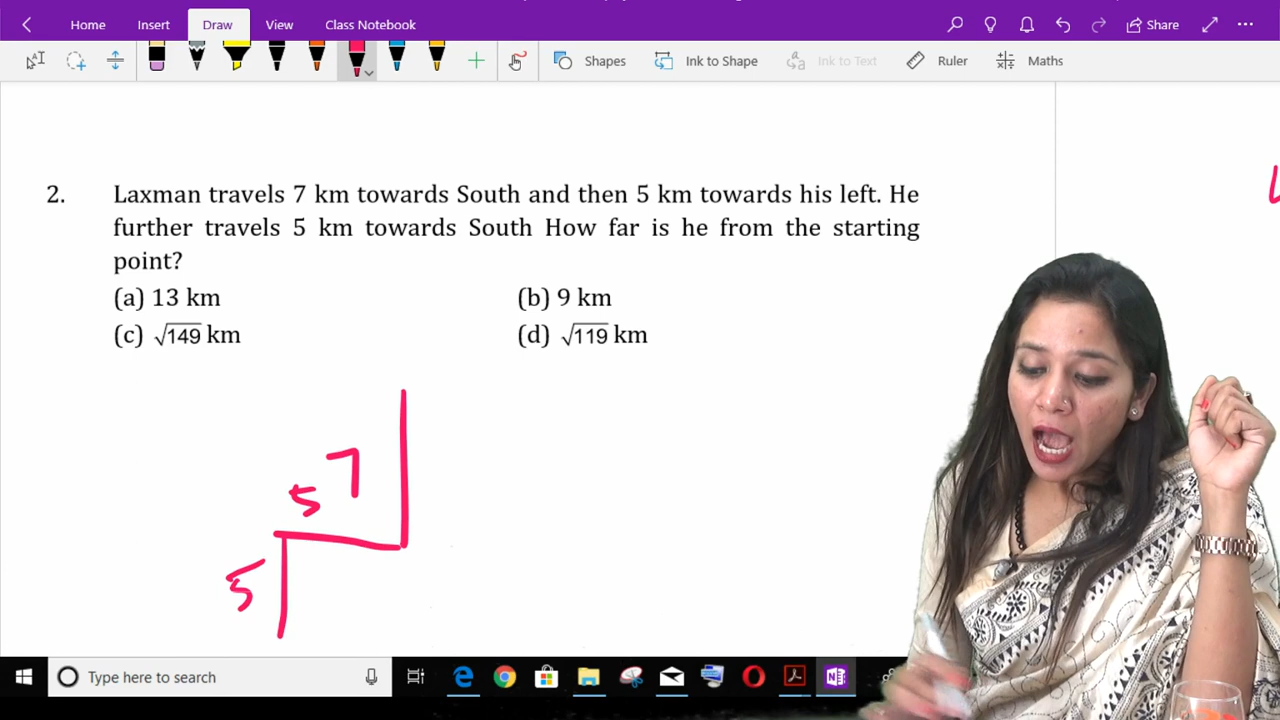 Home Insert Draw View Class Notebook Share
Shapes Ink to Shape Ink to Text Ruler Maths
2. Laxman travels 7 km towards South and then 5 km towards his left. He
further travels 5 km towards South How far is he from the starting
point?
(a) 13 km (b) 9 km
(c) √149 km (d) √119 km
7
5
5
Type here to search